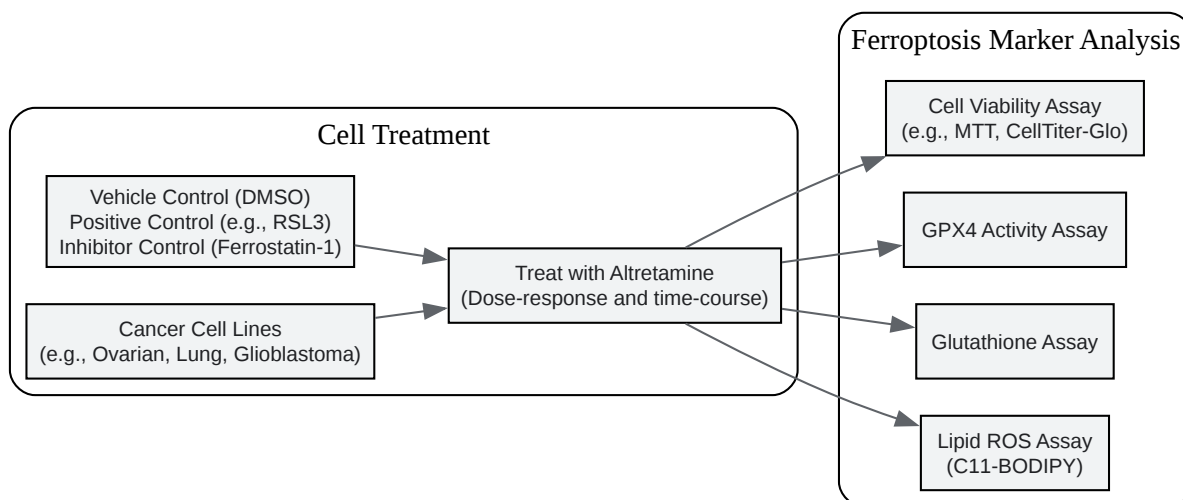 Cell Treatment
Vehicle Control (DMSO)
Positive Control (e.g., RSL3)
Inhibitor Control (Ferrostatin-1)
Cancer Cell Lines
(e.g., Ovarian, Lung, Glioblastoma)
Treat with Altretamine
(Dose-response and time-course)
Ferroptosis Marker Analysis
Cell Viability Assay
(e.g., MTT, CellTiter-Glo)
GPX4 Activity Assay
Glutathione Assay
Lipid ROS Assay
(C11-BODIPY)